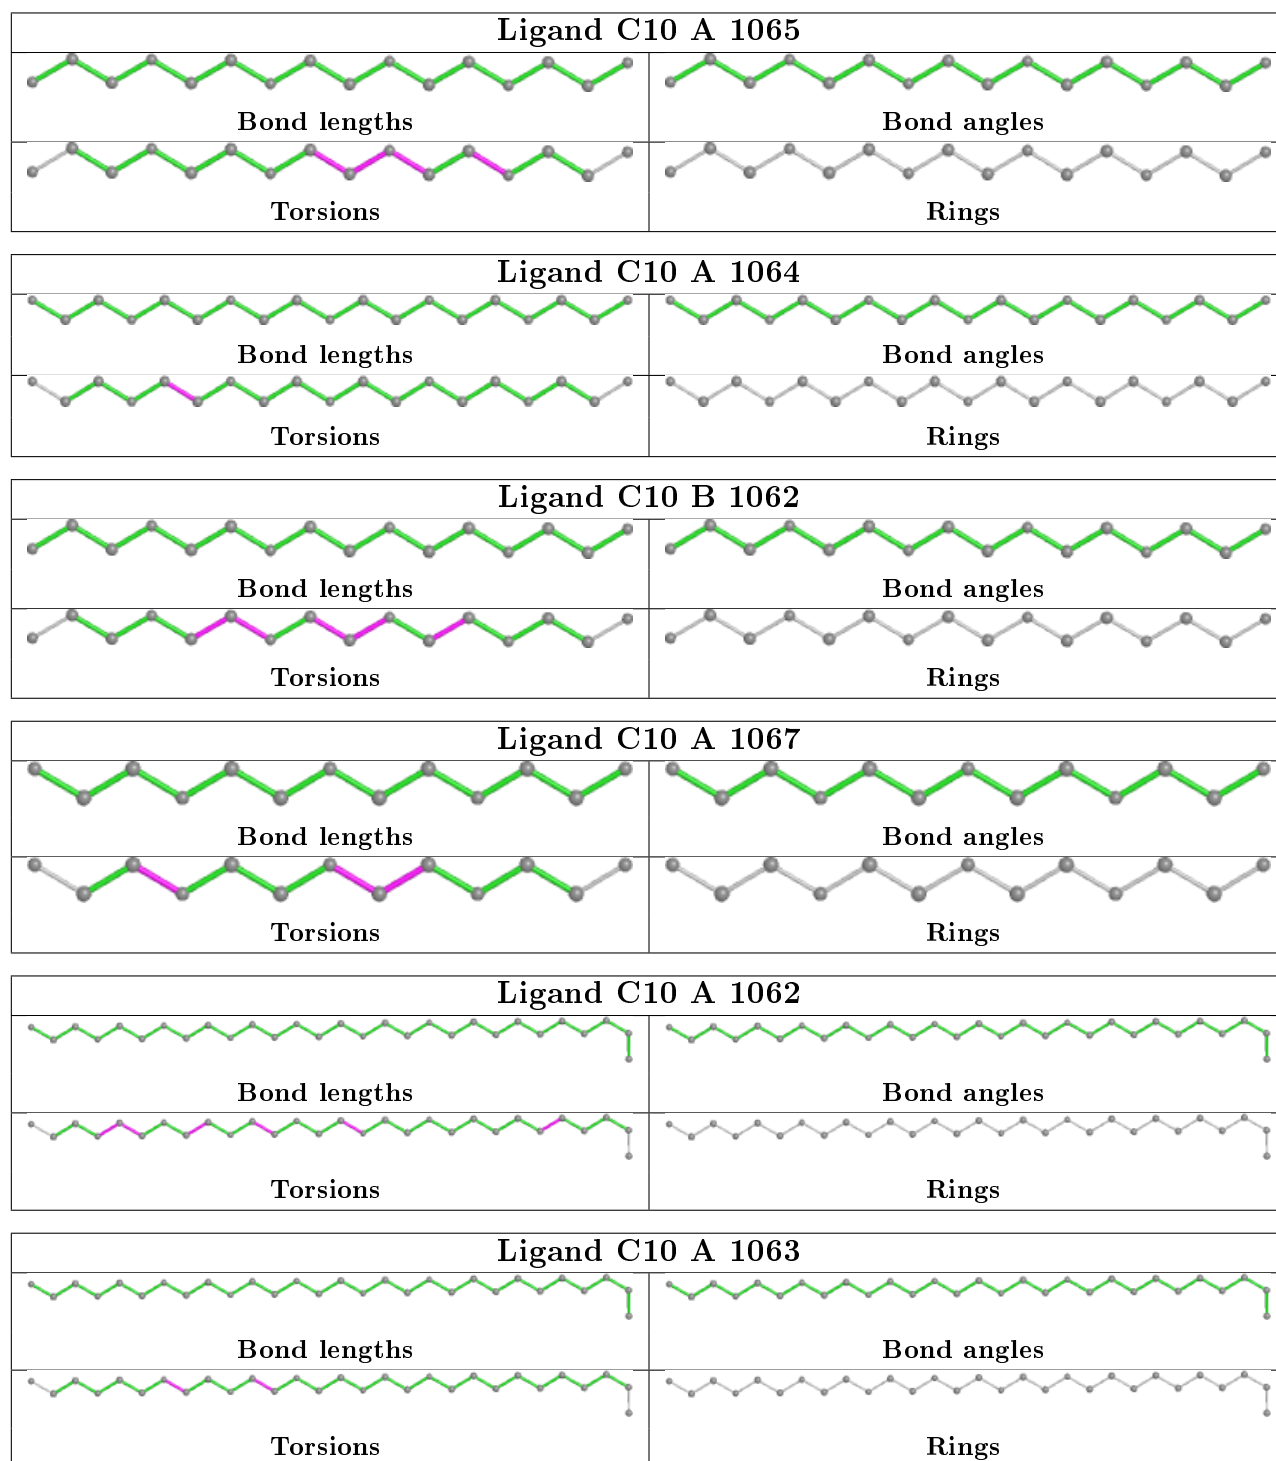 Ligand C10 A 1065
Bond lengths
Bond angles
Torsions
Rings
Ligand C10 A 1064
Bond lengths
Bond angles
Torsions
Rings
Ligand C10 B 1062
Bond lengths
Bond angles
Torsions
Rings
Ligand C10 A 1067
Bond lengths
Bond angles
Torsions
Rings
Ligand C10 A 1062
Bond lengths
Bond angles
Torsions
Rings
Ligand C10 A 1063
Bond lengths
Bond angles
Torsions
Rings